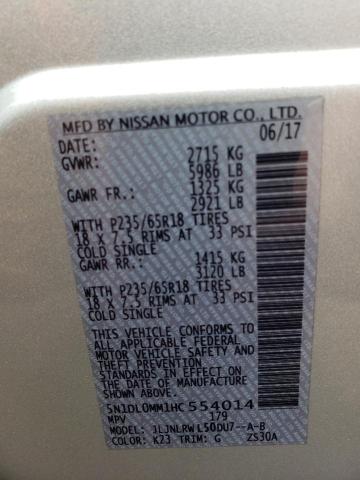 MFD BY NISSAN MOTOR CO., LTD.
DATE: 06/17
GVWR: 2715 KG
5986 LB
GAWR FR.: 1325 KG
2921 LB
WITH P235/65R18 TIRES
18 X 7.5 RIMS AT 33 PSI
COLD SINGLE
GAWR RR.: 1415 KG
3120 LB
WITH P235/65R18 TIRES
18 X 7.5 RIMS AT 33 PSI
COLD SINGLE
THIS VEHICLE CONFORMS TO
ALL APPLICABLE U.S. FEDERAL
MOTOR VEHICLE SAFETY AND
THEFT PREVENTION
STANDARDS IN EFFECT ON THE
DATE OF MANUFACTURE
SHOWN ABOVE.
5N1DL0MM1HC554014
MPV 179
MODEL: 1LJNLRWL50DU7--A-B
COLOR: K23 TRIM: G ZS30A